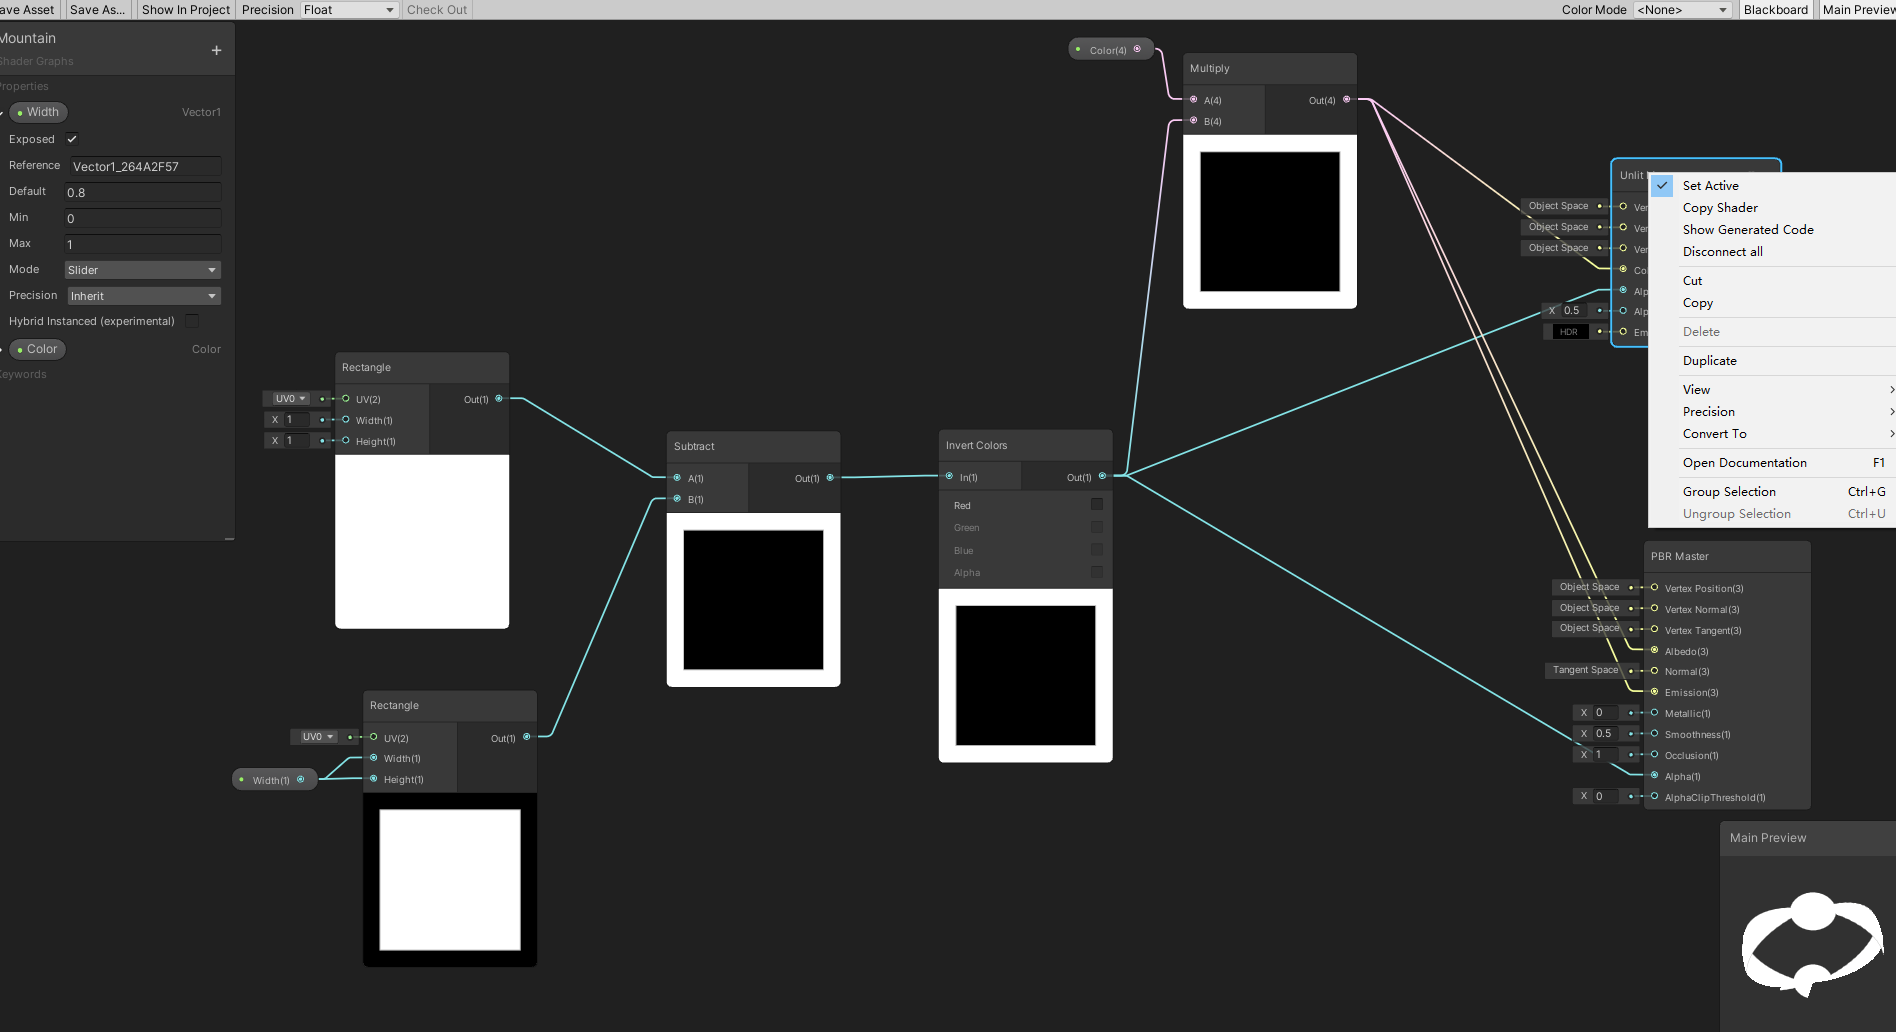 ave Asset
Save As...
Show In Project
Precision
Float
Check Out
Color Mode
<None>
Blackboard
Main Preview
Mountain
Shader Graphs
Properties
Width
Vector1
Exposed
Reference
Vector1_264A2F57
Default
0.8
Min
0
Max
1
Mode
Slider
Precision
Inherit
Hybrid Instanced (experimental)
Color
Color
Keywords
Color(4)
Multiply
A(4)
Out(4)
B(4)
Rectangle
UV0
UV(2)
Out(1)
X 1
Width(1)
X 1
Height(1)
Subtract
A(1)
Out(1)
B(1)
Invert Colors
In(1)
Out(1)
Red
Green
Blue
Alpha
Rectangle
UV0
UV(2)
Out(1)
Width(1)
Width(1)
Height(1)
Unlit
Object Space
Ver
Object Space
Ver
Object Space
Ver
Col
Alp
X 0.5
Alp
HDR
Em
Set Active
Copy Shader
Show Generated Code
Disconnect all
Cut
Copy
Delete
Duplicate
View
Precision
Convert To
Open Documentation F1
Group Selection Ctrl+G
Ungroup Selection Ctrl+U
PBR Master
Object Space
Vertex Position(3)
Object Space
Vertex Normal(3)
Object Space
Vertex Tangent(3)
Albedo(3)
Tangent Space
Normal(3)
Emission(3)
X 0
Metallic(1)
X 0.5
Smoothness(1)
X 1
Occlusion(1)
Alpha(1)
X 0
AlphaClipThreshold(1)
Main Preview